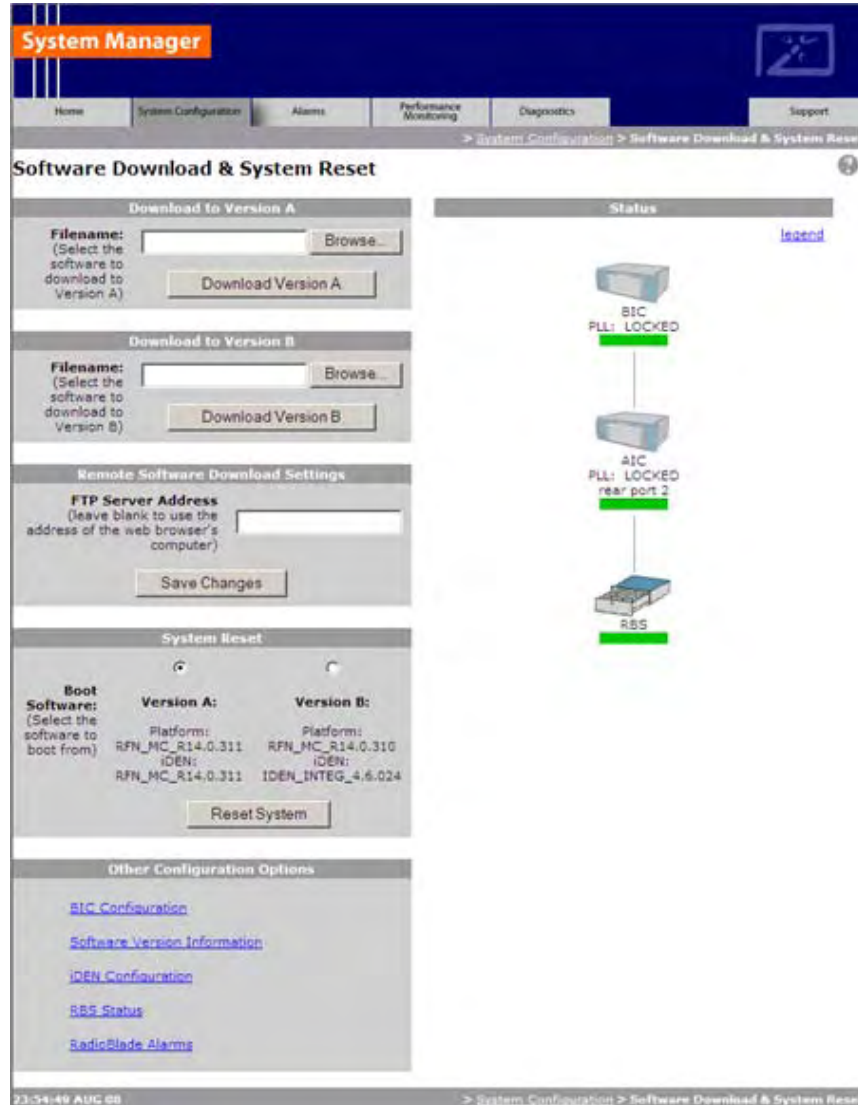 System Manager
Home
System Configuration
Alarms
Performance
Monitoring
Diagnostics
Support
> System Configuration > Software Download & System Rese
Software Download & System Reset
Download to Version A
Filename:
(Select the
software to
download to
Version A)
Browse...
Download Version A
Download to Version B
Filename:
(Select the
software to
download to
Version B)
Browse...
Download Version B
Remote Software Download Settings
FTP Server Address
(leave blank to use the
address of the web browser's
computer)
Save Changes
System Reset
Boot
Software:
(Select the
software to
boot from)
Version A:
Platform:
RFN_MC_R14.0.311
iDEN:
RFN_MC_R14.0.311
Version B:
Platform:
RFN_MC_R14.0.310
iDEN:
IDEN_INTEG_4.6.024
Reset System
Other Configuration Options
BIC Configuration
Software Version Information
iDEN Configuration
RBS Status
RadioBlade Alarms
Status
legend
BIC
PLL: LOCKED
AIC
PLL: LOCKED
rear port 2
RBS
23:54:49 AUG 08
> System Configuration > Software Download & System Rese